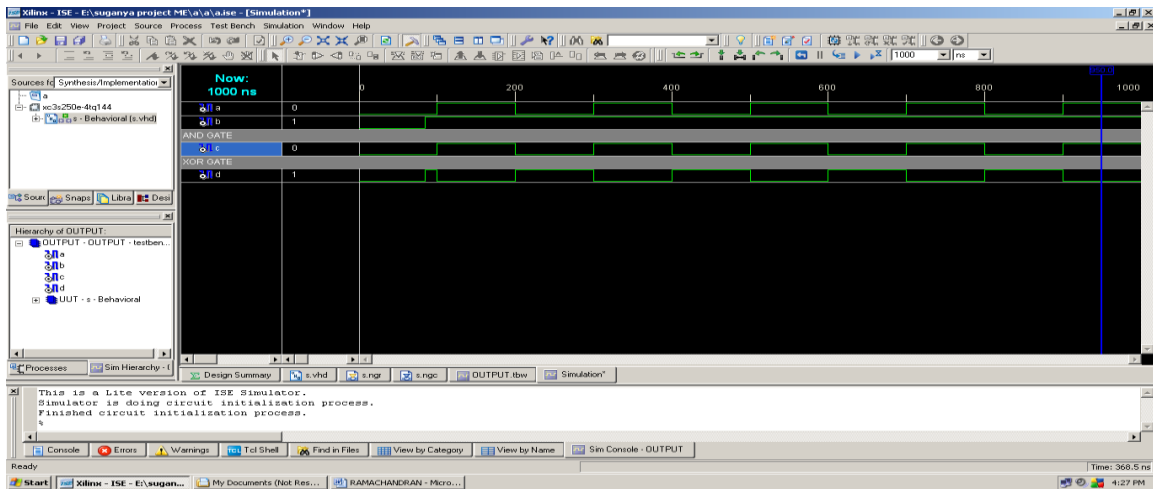 Xilinx - ISE - E:\suganya project ME\a\a\a.ise - [Simulation*]
File Edit View Project Source Process Test Bench Simulation Window Help
1000 ns
Sources fo Synthesis/Implementation
a
xc3s250e-4tq144
s - Behavioral (s.vhd)
Sourc Snaps Libra Desi
Hierarchy of OUTPUT:
OUTPUT - OUTPUT - testben...
a
b
c
d
UUT - s - Behavioral
Processes Sim Hierarchy - (
Now:
1000 ns
0 200 400 600 800 1000
a 0
b 1
AND GATE
c 0
XOR GATE
d 1
Design Summary s.vhd s.ngr s.ngc OUTPUT.tbw Simulation*
This is a Lite version of ISE Simulator.
Simulator is doing circuit initialization process.
Finished circuit initialization process.
%
Console Errors Warnings Tcl Shell Find in Files View by Category View by Name Sim Console - OUTPUT
Ready
Time: 368.5 ns
Start Xilinx - ISE - E:\sugan... My Documents (Not Res... RAMACHANDRAN - Micro... 4:27 PM